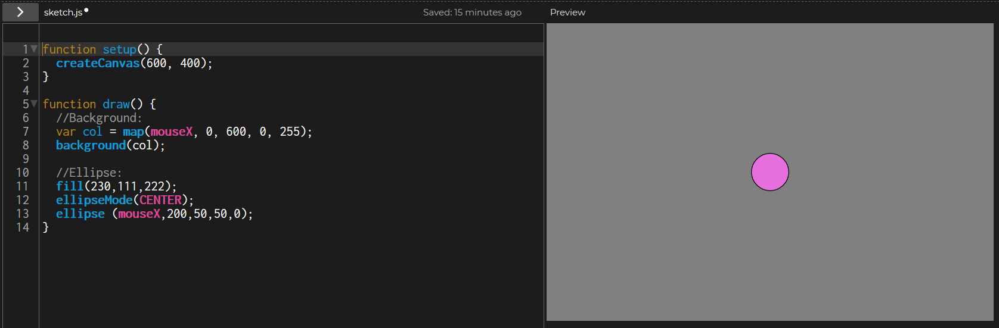 sketch.js
Saved: 15 minutes ago
Preview
1 function setup() {
2   createCanvas(600, 400);
3 }
4
5 function draw() {
6   //Background:
7   var col = map(mouseX, 0, 600, 0, 255);
8   background(col);
9
10   //Ellipse:
11   fill(230,111,222);
12   ellipseMode(CENTER);
13   ellipse (mouseX,200,50,50,0);
14 }